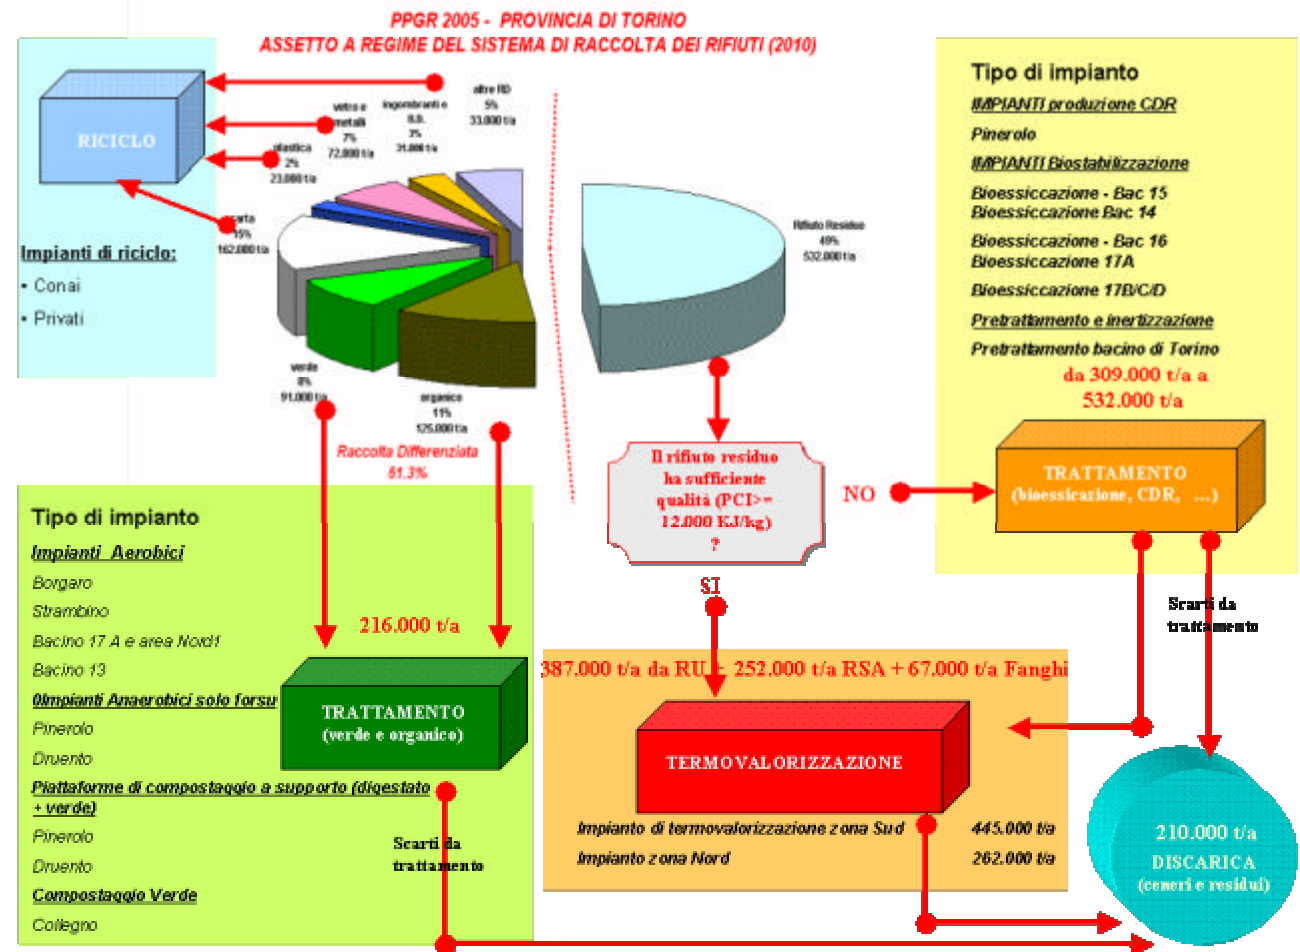 PPGR 2005 - PROVINCIA DI TORINO
ASSETTO A REGIME DEL SISTEMA DI RACCOLTA DEI RIFIUTI (2010)
RICICLO
Impianti di riciclo:
• Conai
• Privati
altre RD
5%
33.000 t/a
ingombranti e
B.D.
3%
31.000 t/a
vetro e
metalli
7%
72.000 t/a
plastica
2%
23.000 t/a
carta
15%
162.000 t/a
verde
8%
91.000 t/a
organico
11%
125.000 t/a
Raccolta Differenziata
51.3%
Rifiuto Residuo
49%
532.000 t/a
Il rifiuto residuo
ha sufficiente
qualità (PCI>=
12.000 KJ/kg)
?
NO
SI
Tipo di impianto
IMPIANTI produzione CDR
Pinerolo
IMPIANTI Biostabilizzazione
Bioessiccazione - Bac 15
Bioessiccazione Bac 14
Bioessiccazione - Bac 16
Bioessiccazione 17A
Bioessiccazione 17B/C/D
Pretrattamento e inertizzazione
Pretrattamento bacino di Torino
da 309.000 t/a a
532.000 t/a
TRATTAMENTO
(bioessicazione, CDR, ...)
Scarti da
trattamento
Tipo di impianto
Impianti Aerobici
Borgaro
Strambino
Bacino 17 A e area Nord1
Bacino 13
0Impianti Anaerobici solo forsu
Pinerolo
Druento
Piattaforme di compostaggio a supporto (digestato
+ verde)
Pinerolo
Druento
Compostaggio Verde
Collegno
216.000 t/a
TRATTAMENTO
(verde e organico)
Scarti da
trattamento
387.000 t/a da RU + 252.000 t/a RSA + 67.000 t/a Fanghi
TERMOVALORIZZAZIONE
Impianto di termovalorizzazione zona Sud 445.000 t/a
Impianto zona Nord 262.000 t/a
210.000 t/a
DISCARICA
(ceneri e residui)